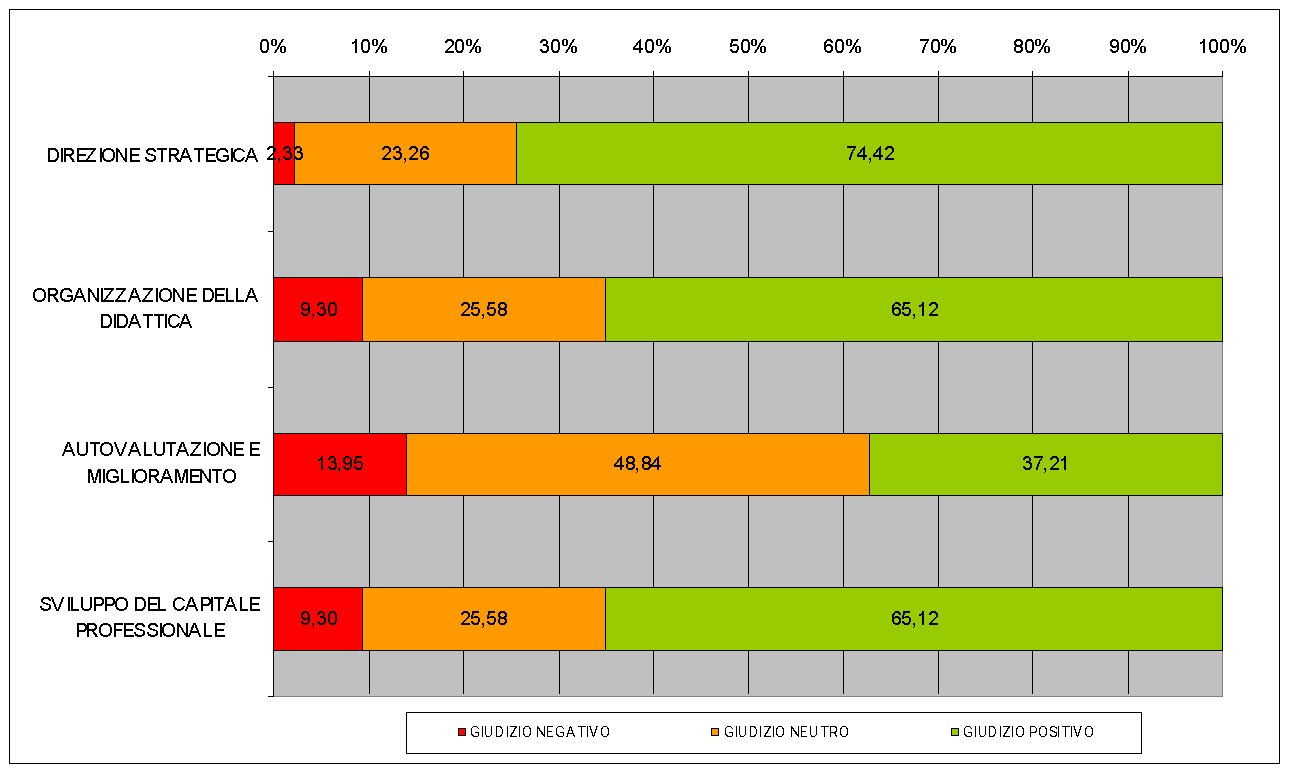 0% 10% 20% 30% 40% 50% 60% 70% 80% 90% 100%
DIREZIONE STRATEGICA 2,33 23,26 74,42
ORGANIZZAZIONE DELLA
DIDATTICA
9,30 25,58 65,12
AUTOVALUTAZIONE E
MIGLIORAMENTO
13,95 48,84 37,21
SVILUPPO DEL CAPITALE
PROFESSIONALE
9,30 25,58 65,12
GIUDIZIO NEGATIVO GIUDIZIO NEUTRO GIUDIZIO POSITIVO